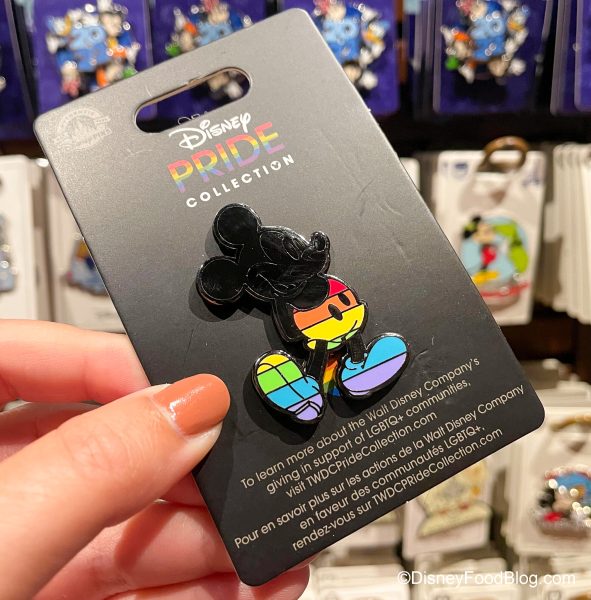 Disney
PRIDE
COLLECTION
To learn more about the Walt Disney Company's
giving in support of LGBTQ+ communities,
visit TWDCPrideCollection.com
Pour en savoir plus sur les actions de la Walt Disney Company
en faveur des communautés LGBTQ+,
rendez-vous sur TWDCPRideCollection.com
©DisneyFoodBlog.com